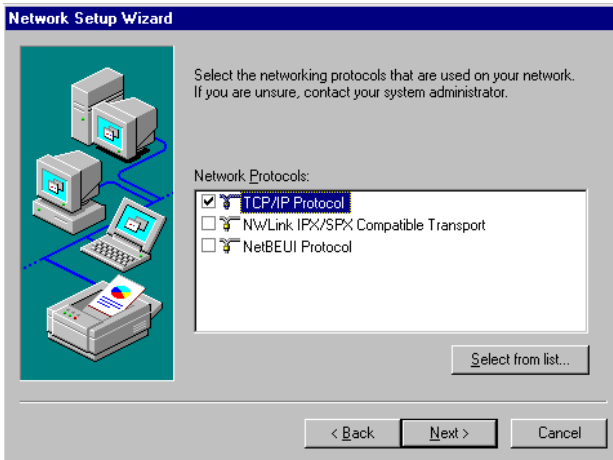 Network Setup Wizard
Select the networking protocols that are used on your network.
If you are unsure, contact your system administrator.
Network Protocols:
TCP/IP Protocol
NWLink IPX/SPX Compatible Transport
NetBEUI Protocol
Select from list...
< Back
Next >
Cancel